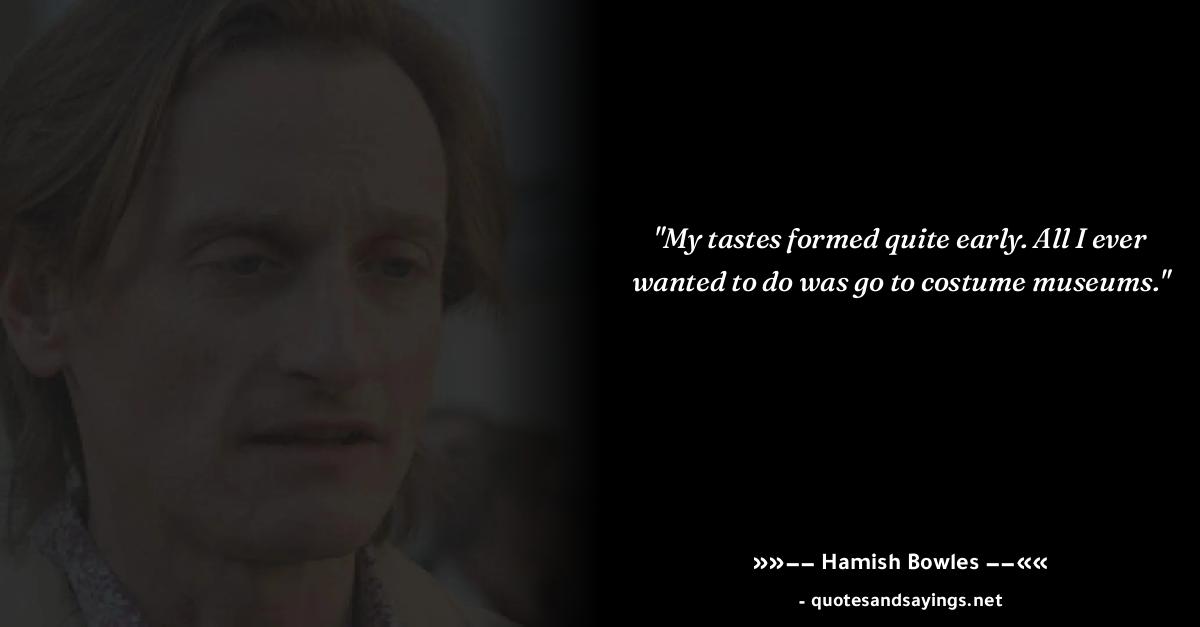 "My tastes formed quite early. All I ever
wanted to do was go to costume museums."
»»−− Hamish Bowles −−««
- quotesandsayings.net